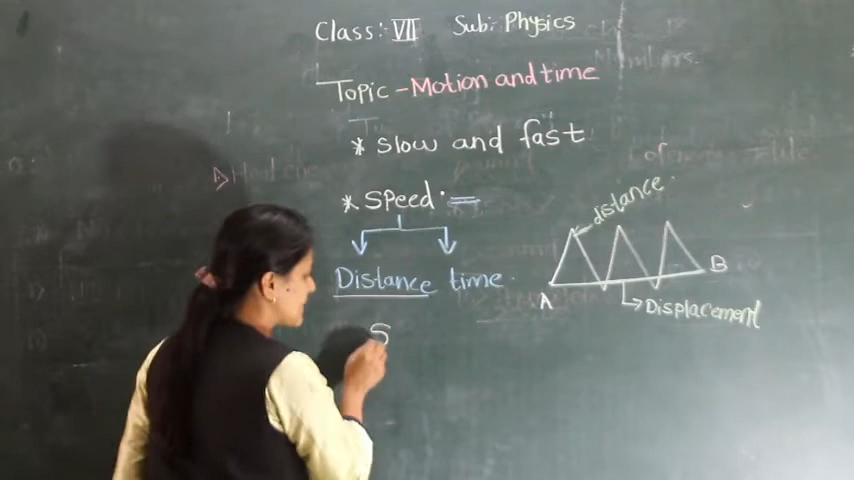 Class: VII Sub: Physics
Topic - Motion and time
* Slow and fast
* Speed. =
distance.
Distance time.
A B
Displacement
S